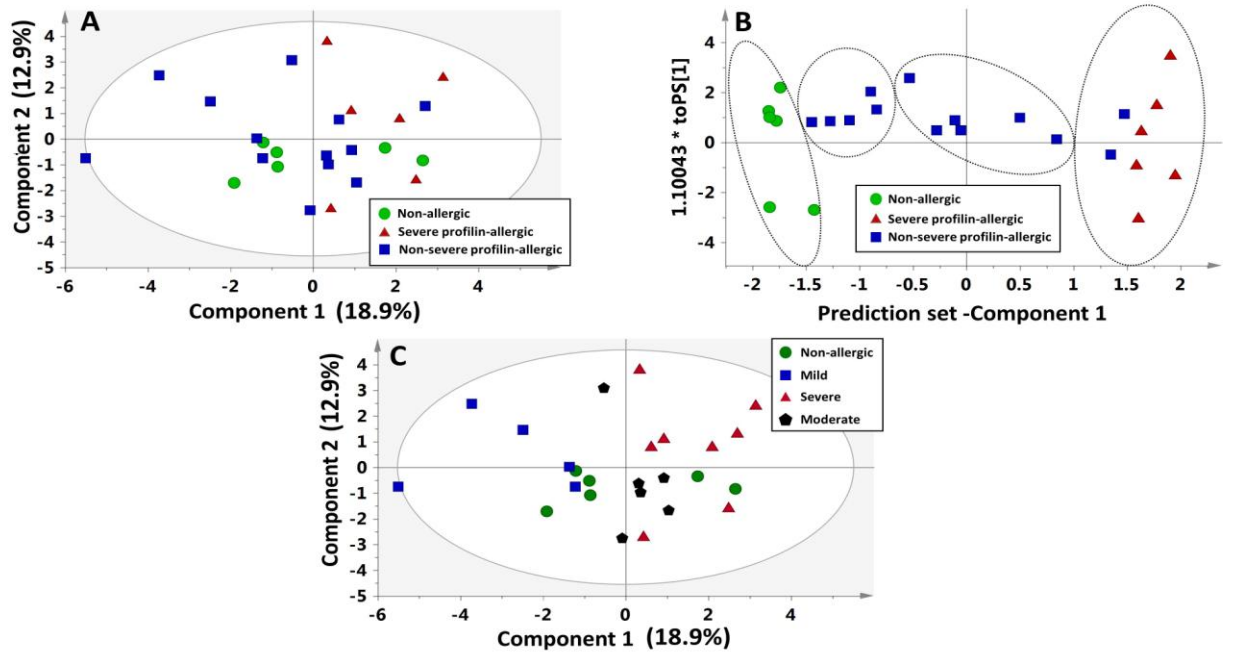 A
Component 2 (12.9%)
4
3
2
1
0
-1
-2
-3
-4
-5
-6
-4
-2
0
2
4
Component 1 (18.9%)
Non-allergic
Severe profilin-allergic
Non-severe profilin-allergic
B
1.10043 * toPS[1]
4
2
0
-2
-4
-2
-1.5
-1
-0.5
0
0.5
1
1.5
2
Prediction set -Component 1
Non-allergic
Severe profilin-allergic
Non-severe profilin-allergic
C
Component 2 (12.9%)
4
3
2
1
0
-1
-2
-3
-4
-5
-6
-4
-2
0
2
4
Component 1 (18.9%)
Non-allergic
Mild
Severe
Moderate